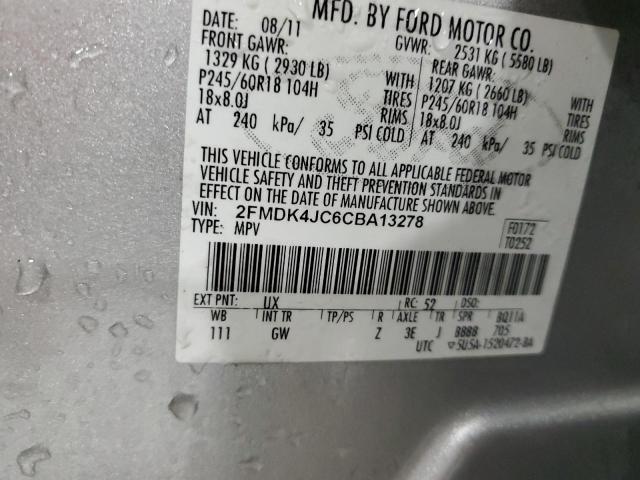 MFD. BY FORD MOTOR CO.
DATE: 08/11 GVWR: 2531 KG ( 5580 LB)
FRONT GAWR: REAR GAWR:
1329 KG ( 2930 LB) 1207 KG ( 2660 LB)
P245/60R18 104H WITH TIRES P245/60R18 104H WITH TIRES
18x8.0J RIMS 18x8.0J RIMS
AT 240 kPa/ 35 PSI COLD AT 240 kPa/ 35 PSI COLD
THIS VEHICLE CONFORMS TO ALL APPLICABLE FEDERAL MOTOR
VEHICLE SAFETY AND THEFT PREVENTION STANDARDS IN
EFFECT ON THE DATE OF MANUFACTURE SHOWN ABOVE.
VIN: 2FMDK4JC6CBA13278 F0172
TYPE: MPV T0252
EXT PNT: UX RC: 52 DSO:
WB INT TR TP/PS R AXLE TR SPR BQ11A
111 GW Z 3E J BBBB 705
UTC ▽5U5A-1520472-BA